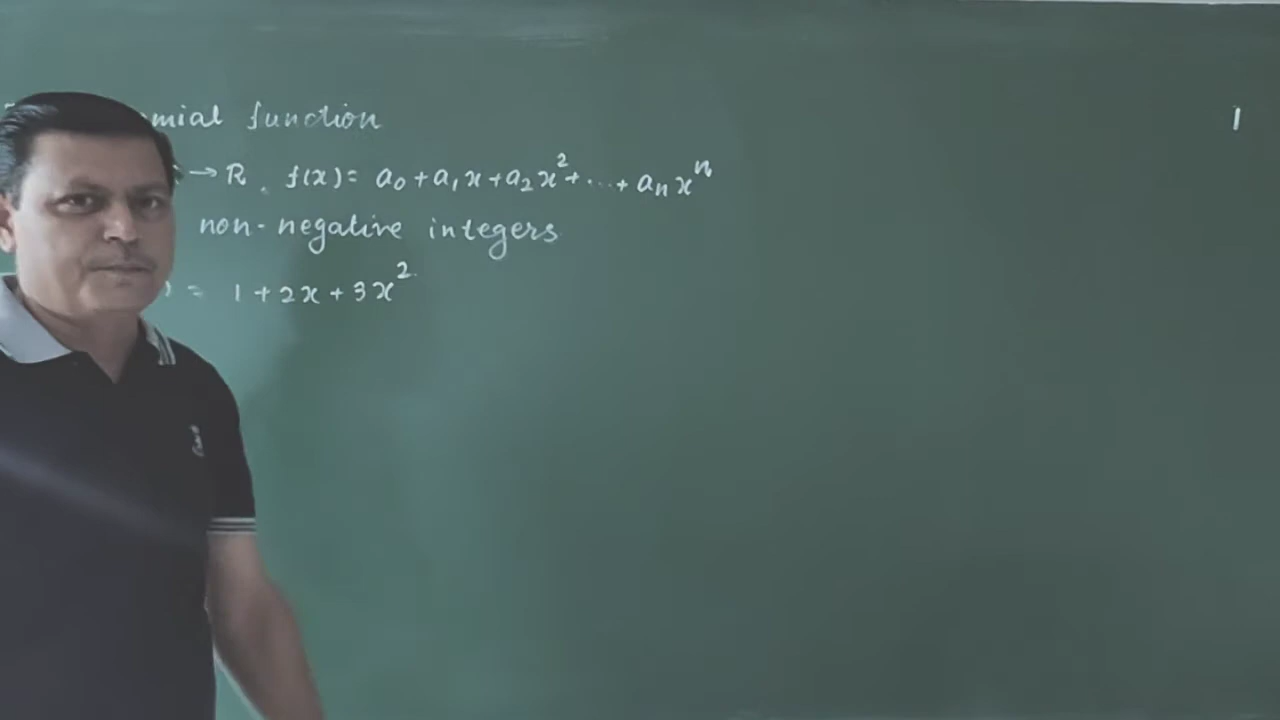 mial function 1
→ R, f(x) = a₀ + a₁x + a₂x² + ... + aₙxⁿ
non-negative integers
) = 1 + 2x + 3x²